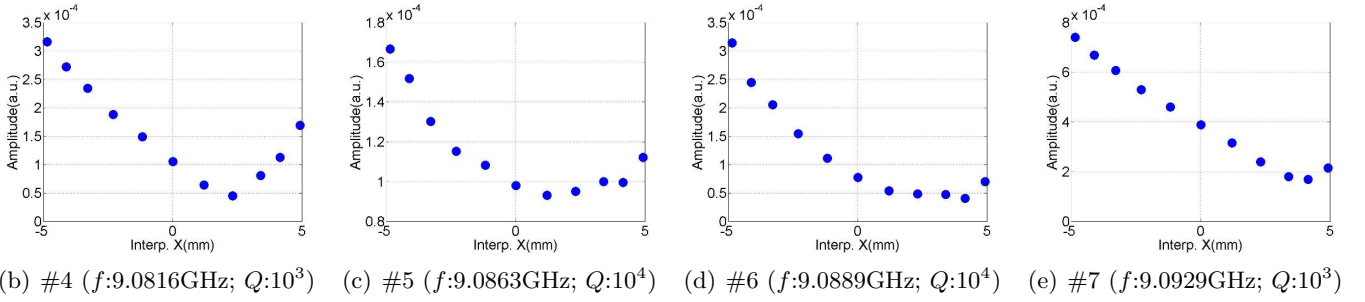 x 10^-4
3.5
3
2.5
2
1.5
1
0.5
0
Amplitude(a.u.)
-5
0
5
Interp. X(mm)
(b) #4 (f:9.0816GHz; Q:10^3)
x 10^-4
1.8
1.6
1.4
1.2
1
0.8
Amplitude(a.u.)
-5
0
5
Interp. X(mm)
(c) #5 (f:9.0863GHz; Q:10^4)
x 10^-4
3.5
3
2.5
2
1.5
1
0.5
0
Amplitude(a.u.)
-5
0
5
Interp. X(mm)
(d) #6 (f:9.0889GHz; Q:10^4)
x 10^-4
8
6
4
2
0
Amplitude(a.u.)
-5
0
5
Interp. X(mm)
(e) #7 (f:9.0929GHz; Q:10^3)